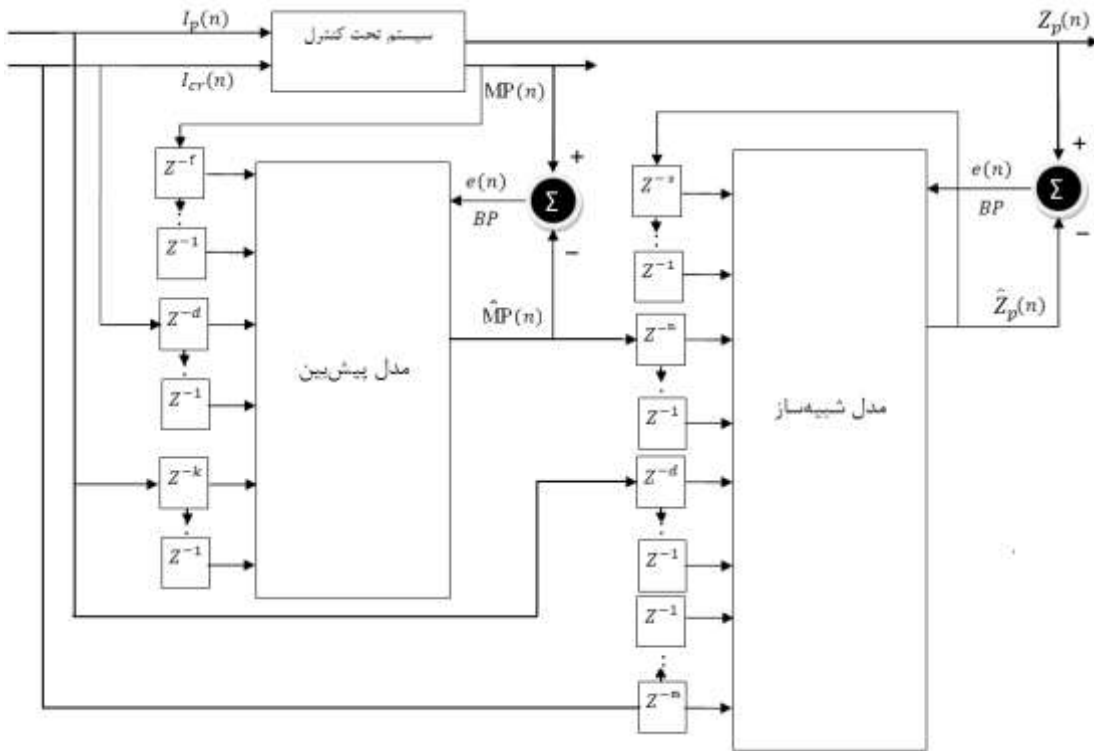 I_p(n)
سیستم تحت کنترل
Z_p(n)
I_cr(n)
MP(n)
Z^-f
Z^-1
Z^-d
Z^-1
Z^-k
Z^-1
مدل پیش‌بین
+
e(n)
Σ
BP
−
M̂P(n)
Z^-s
Z^-1
Z^-n
Z^-1
Z^-d
Z^-1
Z^-1
Z^-m
مدل شبیه‌ساز
+
e(n)
Σ
BP
−
Ẑ_p(n)